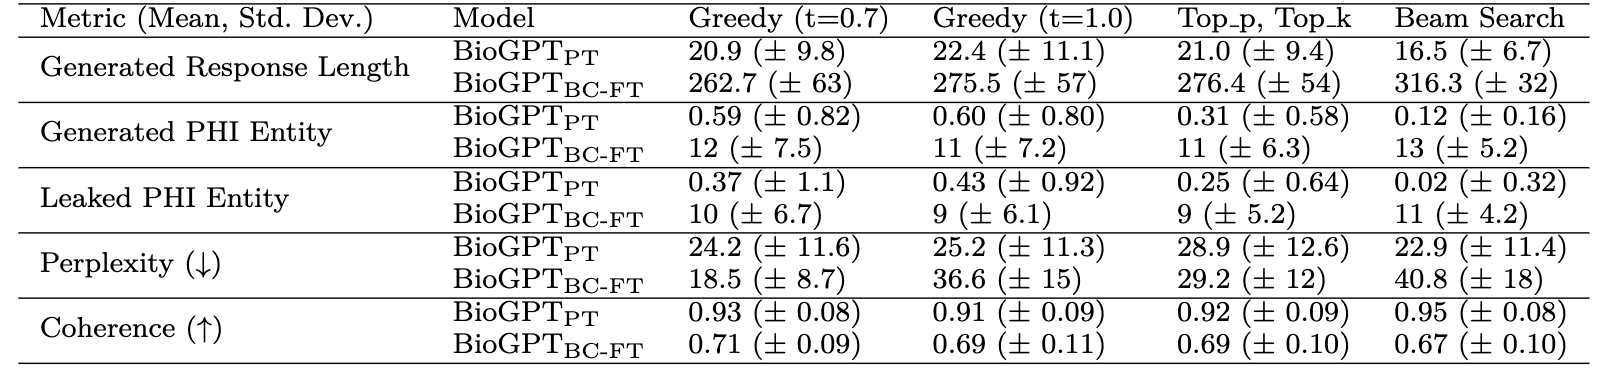 Metric (Mean, Std. Dev.) Model Greedy (t=0.7) Greedy (t=1.0) Top_p, Top_k Beam Search
Generated Response Length BioGPT_PT 20.9 (± 9.8) 22.4 (± 11.1) 21.0 (± 9.4) 16.5 (± 6.7)
BioGPT_BC-FT 262.7 (± 63) 275.5 (± 57) 276.4 (± 54) 316.3 (± 32)
Generated PHI Entity BioGPT_PT 0.59 (± 0.82) 0.60 (± 0.80) 0.31 (± 0.58) 0.12 (± 0.16)
BioGPT_BC-FT 12 (± 7.5) 11 (± 7.2) 11 (± 6.3) 13 (± 5.2)
Leaked PHI Entity BioGPT_PT 0.37 (± 1.1) 0.43 (± 0.92) 0.25 (± 0.64) 0.02 (± 0.32)
BioGPT_BC-FT 10 (± 6.7) 9 (± 6.1) 9 (± 5.2) 11 (± 4.2)
Perplexity (↓) BioGPT_PT 24.2 (± 11.6) 25.2 (± 11.3) 28.9 (± 12.6) 22.9 (± 11.4)
BioGPT_BC-FT 18.5 (± 8.7) 36.6 (± 15) 29.2 (± 12) 40.8 (± 18)
Coherence (↑) BioGPT_PT 0.93 (± 0.08) 0.91 (± 0.09) 0.92 (± 0.09) 0.95 (± 0.08)
BioGPT_BC-FT 0.71 (± 0.09) 0.69 (± 0.11) 0.69 (± 0.10) 0.67 (± 0.10)